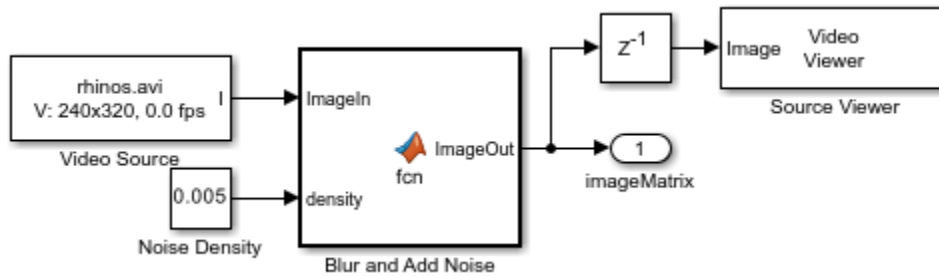 rhinos.avi
V: 240x320, 0.0 fps
I
Video Source
0.005
Noise Density
ImageIn
density
fcn
ImageOut
Blur and Add Noise
Z-1
Image
Video
Viewer
Source Viewer
1
imageMatrix